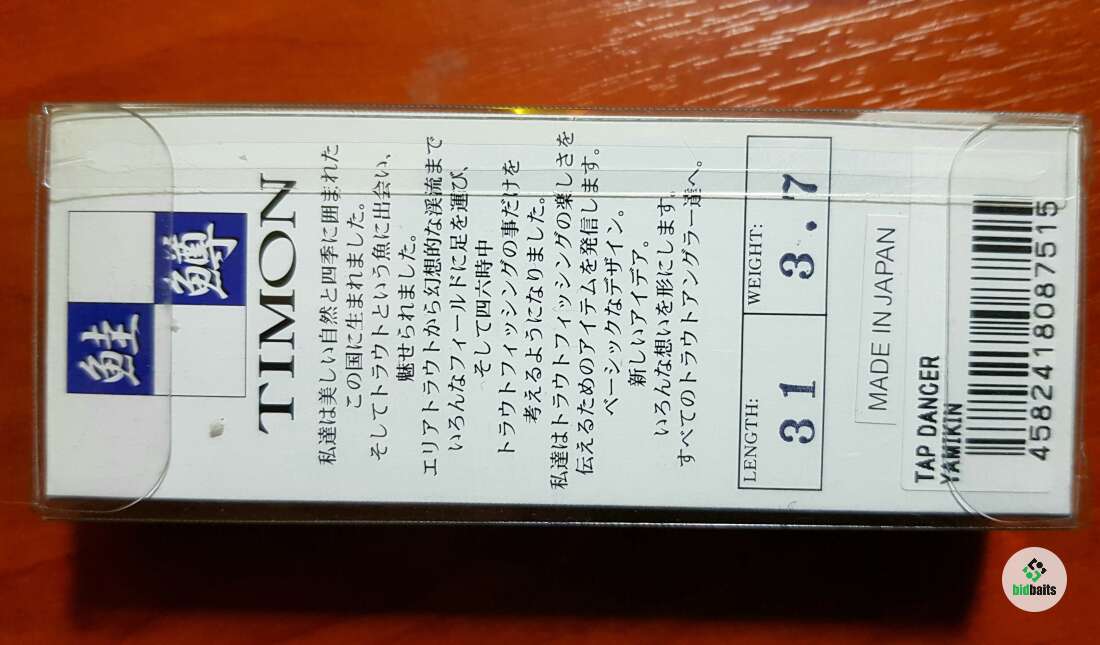 鮭
鱒
TIMON
私達は美しい自然と四季に囲まれた
この国に生まれました。
そしてトラウトという魚に出会い、
魅せられました。
エリアトラウトから幻想的な渓流まで
いろんなフィールドに足を運び、
そして四六時中
トラウトフィッシングの事だけを
考えるようになりました。
私達はトラウトフィッシングの楽しさを
伝えるためのアイテムを発信します。
ベーシックなデザイン。
新しいアイデア。
いろんな想いを形にします。
すべてのトラウトアングラー達へ。
LENGTH:
31
WEIGHT:
3.7
MADE IN JAPAN
TAP DANCER
YAMIKIN
4582418087515
bidbaits